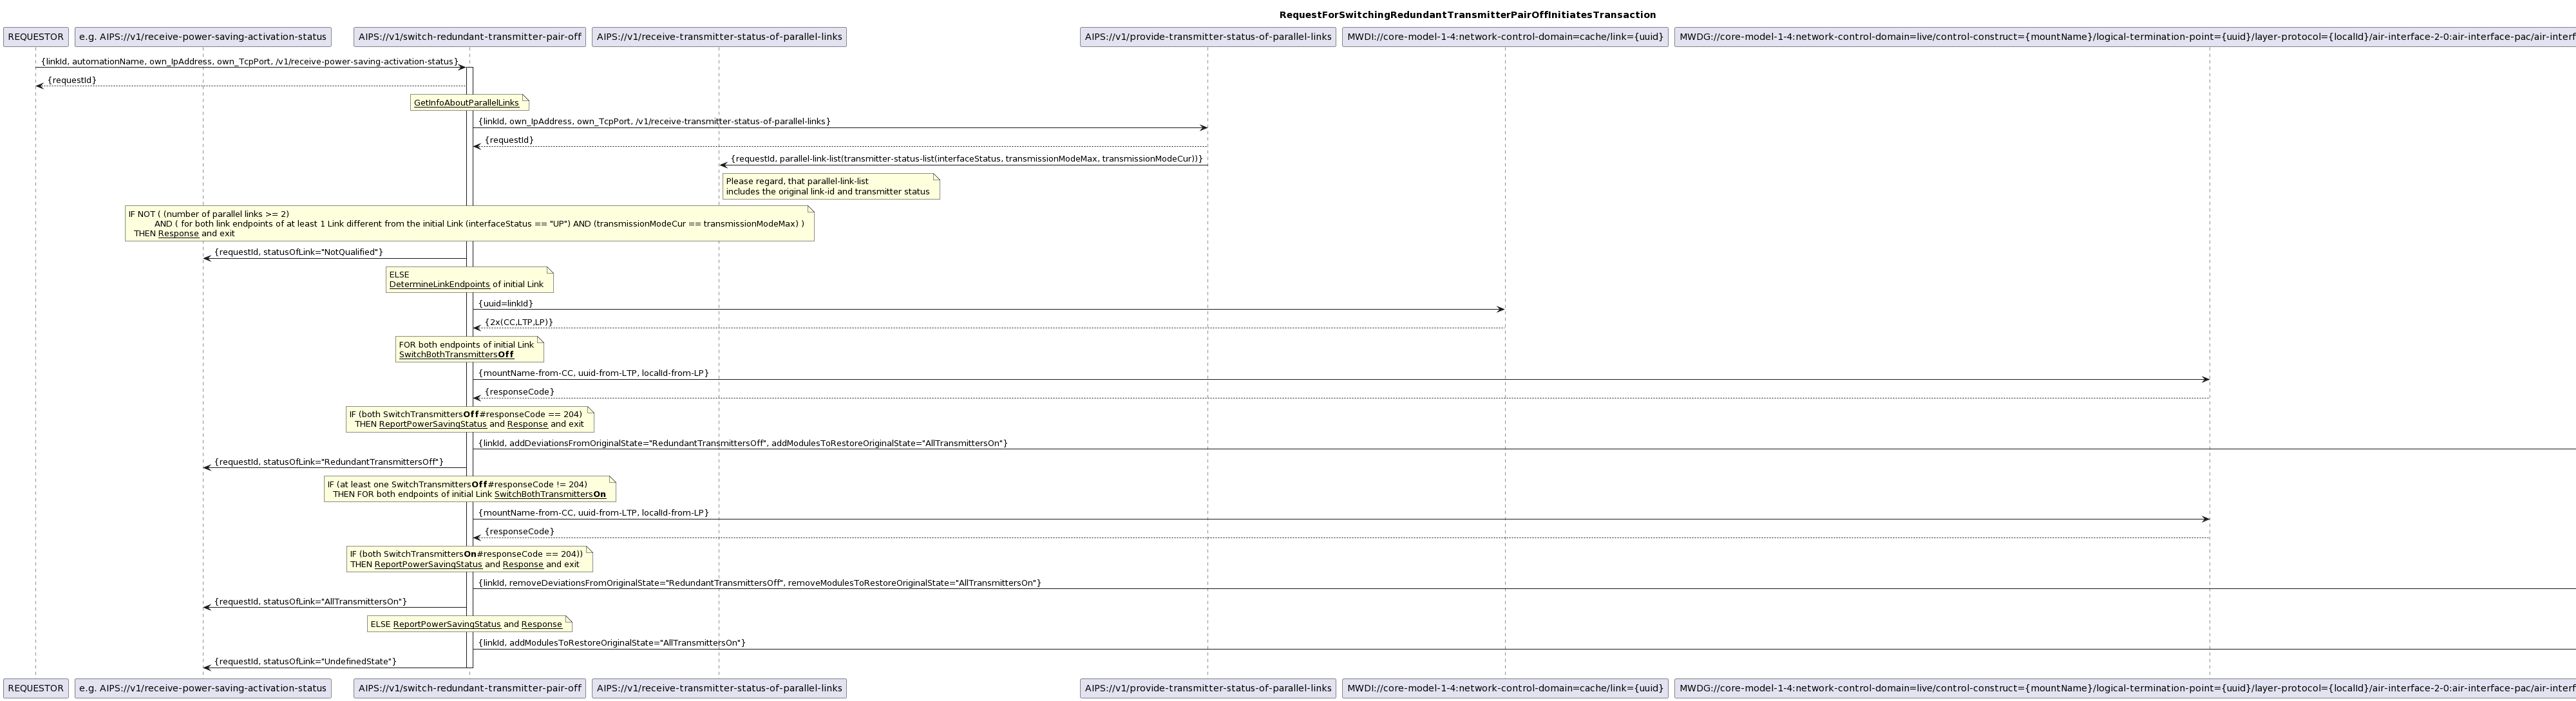 RequestForSwitchingRedundantTransmitterPairOffInitiatesTransaction
REQUESTOR
e.g. AIPS://v1/receive-power-saving-activation-status
AIPS://v1/switch-redundant-transmitter-pair-off
AIPS://v1/receive-transmitter-status-of-parallel-links
AIPS://v1/provide-transmitter-status-of-parallel-links
MWDI://core-model-1-4:network-control-domain=cache/link={uuid}
MWDG://core-model-1-4:network-control-domain=live/control-construct={mountName}/logical-termination-point={uuid}/layer-protocol={localId}/air-interface-2-0:air-interface-pac/air-interf
{linkId, automationName, own_IpAddress, own_TcpPort, /v1/receive-power-saving-activation-status}
{requestId}
GetInfoAboutParallelLinks
{linkId, own_IpAddress, own_TcpPort, /v1/receive-transmitter-status-of-parallel-links}
{requestId}
{requestId, parallel-link-list(transmitter-status-list(interfaceStatus, transmissionModeMax, transmissionModeCur))}
Please regard, that parallel-link-list
includes the original link-id and transmitter status
IF NOT ( (number of parallel links >= 2)
AND ( for both link endpoints of at least 1 Link different from the initial Link (interfaceStatus == "UP") AND (transmissionModeCur == transmissionModeMax) )
THEN Response and exit
{requestId, statusOfLink="NotQualified"}
ELSE
DetermineLinkEndpoints of initial Link
{uuid=linkId}
{2x(CC,LTP,LP)}
FOR both endpoints of initial Link
SwitchBothTransmittersOff
{mountName-from-CC, uuid-from-LTP, localId-from-LP}
{responseCode}
IF (both SwitchTransmittersOff#responseCode == 204)
THEN ReportPowerSavingStatus and Response and exit
{linkId, addDeviationsFromOriginalState="RedundantTransmittersOff", addModulesToRestoreOriginalState="AllTransmittersOn"}
{requestId, statusOfLink="RedundantTransmittersOff"}
IF (at least one SwitchTransmittersOff#responseCode != 204)
THEN FOR both endpoints of initial Link SwitchBothTransmittersOn
{mountName-from-CC, uuid-from-LTP, localId-from-LP}
{responseCode}
IF (both SwitchTransmittersOn#responseCode == 204))
THEN ReportPowerSavingStatus and Response and exit
{linkId, removeDeviationsFromOriginalState="RedundantTransmittersOff", removeModulesToRestoreOriginalState="AllTransmittersOn"}
{requestId, statusOfLink="AllTransmittersOn"}
ELSE ReportPowerSavingStatus and Response
{linkId, addModulesToRestoreOriginalState="AllTransmittersOn"}
{requestId, statusOfLink="UndefinedState"}
REQUESTOR
e.g. AIPS://v1/receive-power-saving-activation-status
AIPS://v1/switch-redundant-transmitter-pair-off
AIPS://v1/receive-transmitter-status-of-parallel-links
AIPS://v1/provide-transmitter-status-of-parallel-links
MWDI://core-model-1-4:network-control-domain=cache/link={uuid}
MWDG://core-model-1-4:network-control-domain=live/control-construct={mountName}/logical-termination-point={uuid}/layer-protocol={localId}/air-interface-2-0:air-interface-pac/air-interf